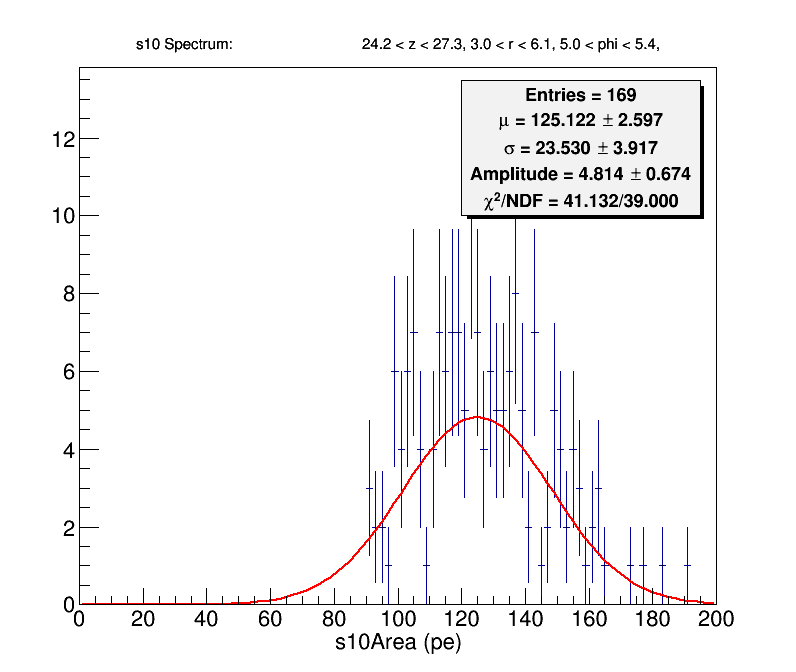 s10 Spectrum: 24.2 < z < 27.3, 3.0 < r < 6.1, 5.0 < phi < 5.4,
Entries = 169
μ = 125.122 ± 2.597
σ = 23.530 ± 3.917
Amplitude = 4.814 ± 0.674
χ²/NDF = 41.132/39.000
12
10
8
6
4
2
0
0 20 40 60 80 100 120 140 160 180 200
s10Area (pe)